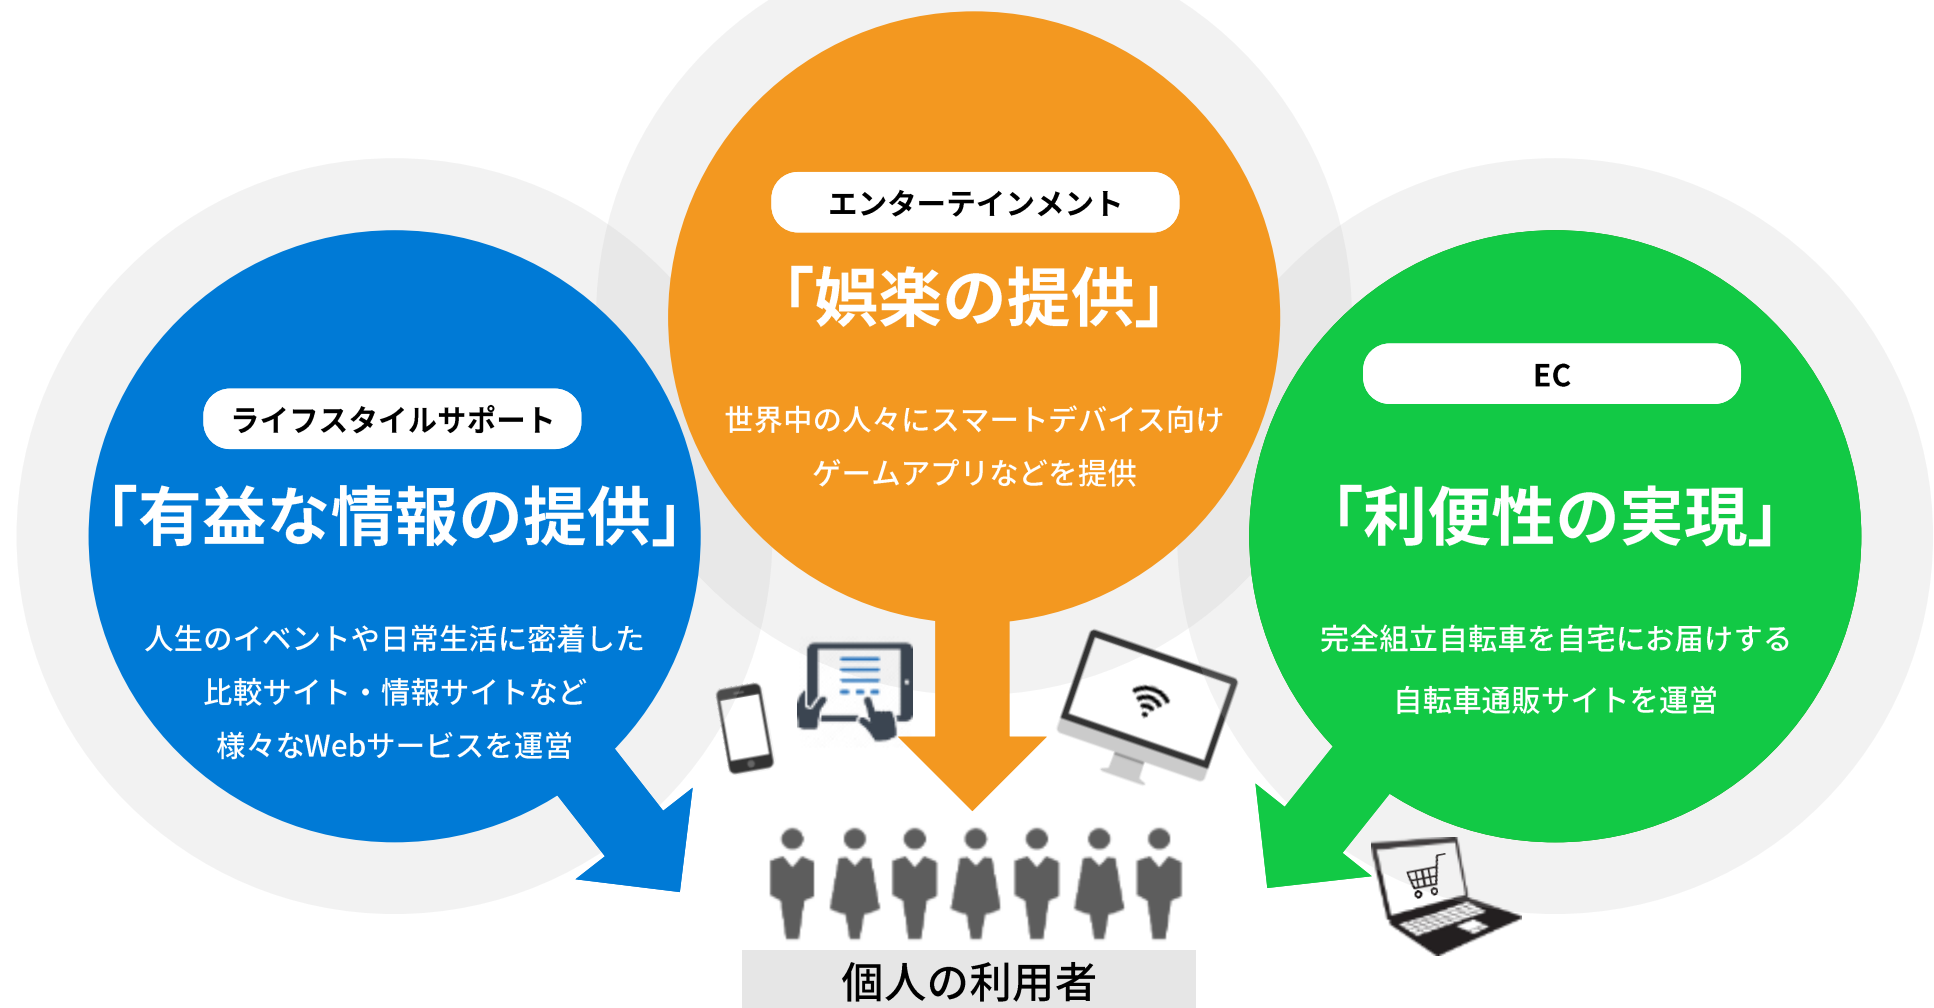 エンターテインメント
「娯楽の提供」
世界中の人々にスマートデバイス向け
ゲームアプリなどを提供
ライフスタイルサポート
「有益な情報の提供」
人生のイベントや日常生活に密着した
比較サイト・情報サイトなど
様々なWebサービスを運営
EC
「利便性の実現」
完全組立自転車を自宅にお届けする
自転車通販サイトを運営
個人の利用者